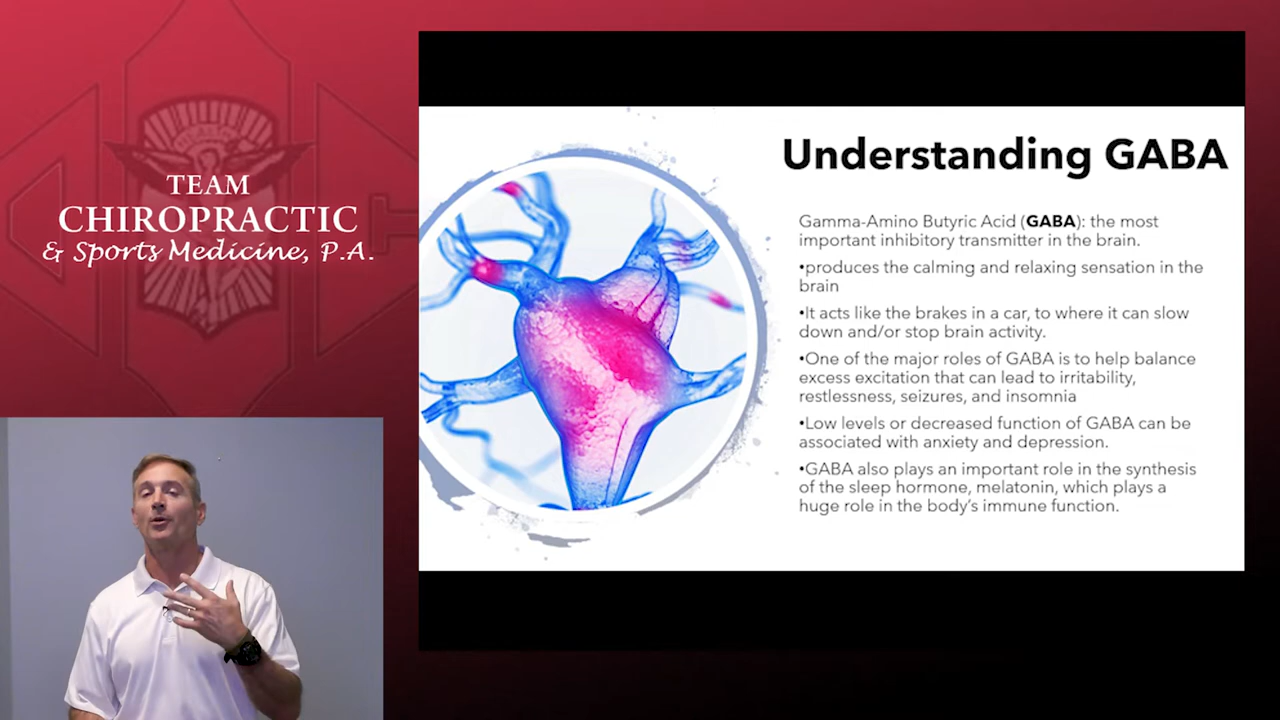 HEALTH
TEAM
CHIROPRACTIC
& Sports Medicine, P.A.
Understanding GABA
Gamma-Amino Butyric Acid (GABA): the most
important inhibitory transmitter in the brain.
•produces the calming and relaxing sensation in the
brain
•It acts like the brakes in a car, to where it can slow
down and/or stop brain activity.
•One of the major roles of GABA is to help balance
excess excitation that can lead to irritability,
restlessness, seizures, and insomnia
•Low levels or decreased function of GABA can be
associated with anxiety and depression.
•GABA also plays an important role in the synthesis
of the sleep hormone, melatonin, which plays a
huge role in the body's immune function.